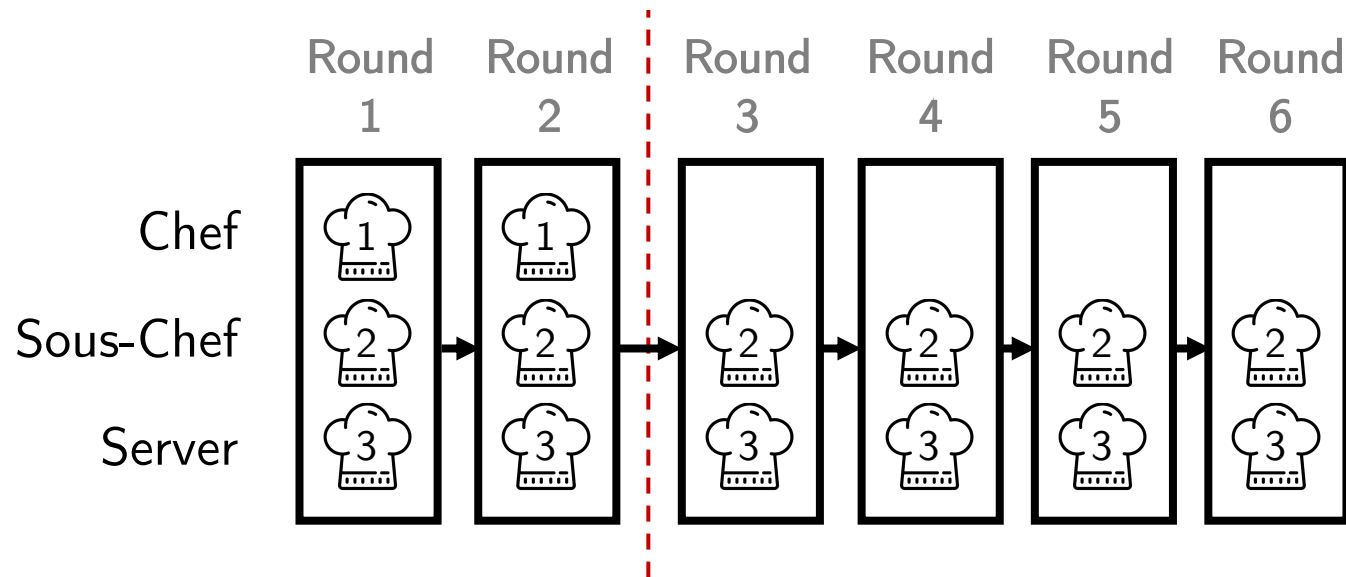 Round Round Round Round Round Round
1 2 3 4 5 6
Chef 1 1
Sous-Chef 2 2 2 2 2 2
Server 3 3 3 3 3 3